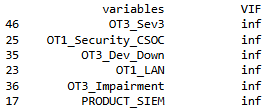 variables VIF
46 OT3_Sev3 inf
25 OT1_Security_CSOC inf
35 OT3_Dev_Down inf
23 OT1_LAN inf
36 OT3_Impairment inf
17 PRODUCT_SIEM inf